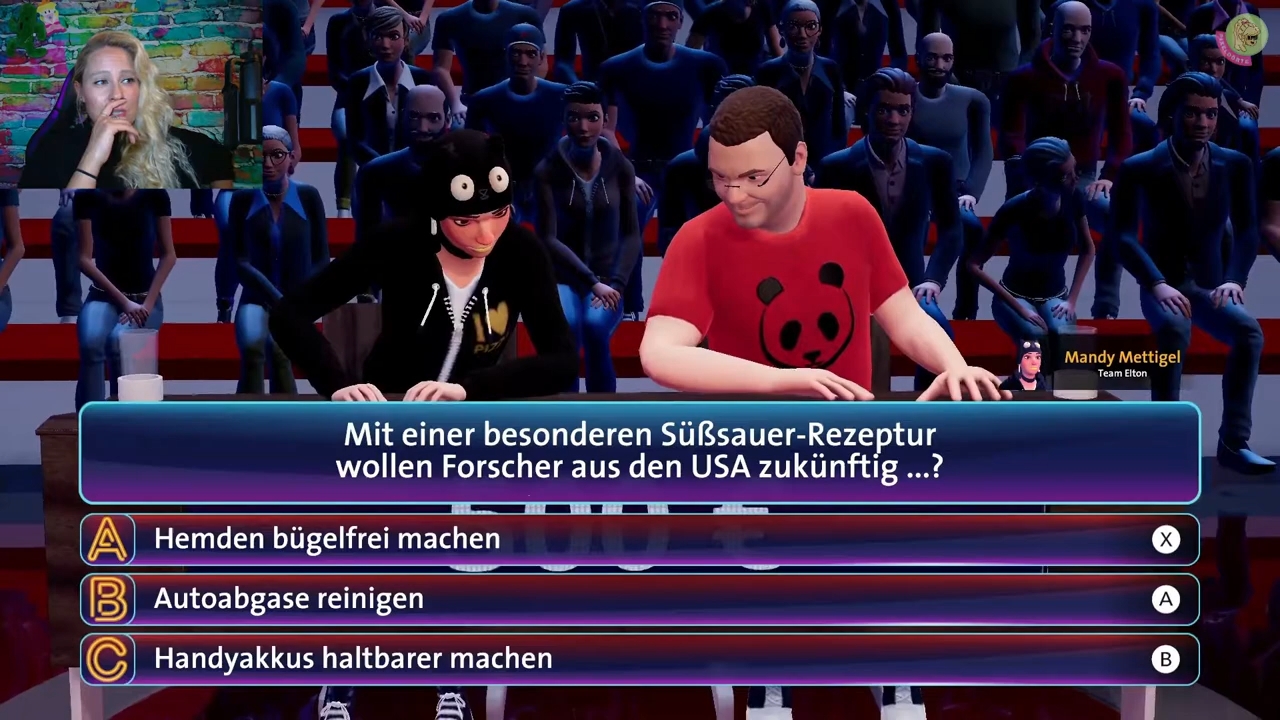 I ♥
PIZZA
Mandy Mettigel
Team Elton
Mit einer besonderen Süßsauer-Rezeptur
wollen Forscher aus den USA zukünftig ...?
A Hemden bügelfrei machen X
B Autoabgase reinigen A
C Handyakkus haltbarer machen B